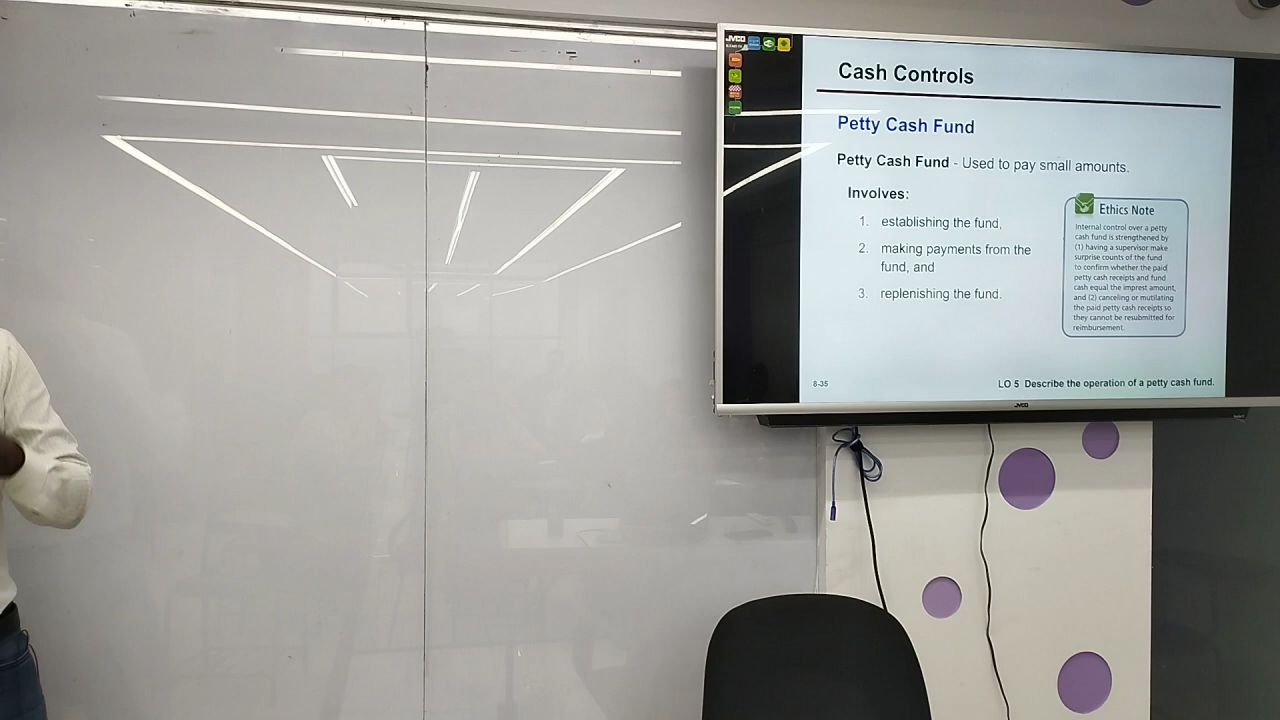 JVCO
Cash Controls
Petty Cash Fund
Petty Cash Fund - Used to pay small amounts.
Involves:
1. establishing the fund,
2. making payments from the
fund, and
3. replenishing the fund.
Ethics Note
Internal control over a petty
cash fund is strengthened by
(1) having a supervisor make
surprise counts of the fund
to confirm whether the paid
petty cash receipts and fund
cash equal the imprest amount,
and (2) canceling or mutilating
the paid petty cash receipts so
they cannot be resubmitted for
reimbursement.
8-35
LO 5 Describe the operation of a petty cash fund.
JVCO